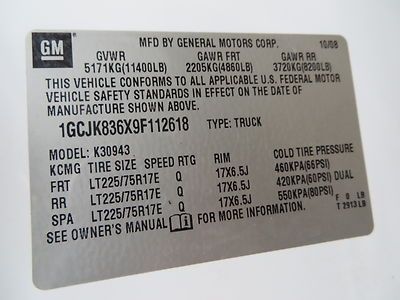 GM MFD BY GENERAL MOTORS CORP. 10/08
GVWR GAWR FRT GAWR RR
5171KG(11400LB) 2205KG(4860LB) 3720KG(8200LB)
THIS VEHICLE CONFORMS TO ALL APPLICABLE U.S. FEDERAL MOTOR
VEHICLE SAFETY STANDARDS IN EFFECT ON THE DATE OF
MANUFACTURE SHOWN ABOVE.
1GCJK836X9F112618 TYPE: TRUCK
MODEL: K30943
KCMG TIRE SIZE SPEED RTG RIM COLD TIRE PRESSURE
FRT LT225/75R17E Q 17X6.5J 460KPA(66PSI)
RR LT225/75R17E Q 17X6.5J 420KPA(60PSI) DUAL
SPA LT225/75R17E Q 17X6.5J 550KPA(80PSI)
SEE OWNER'S MANUAL FOR MORE INFORMATION. F 0 LB
T 2913LB